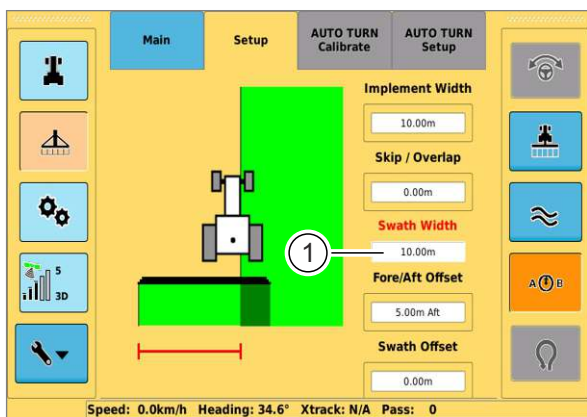 Main
Setup
AUTO TURN
Calibrate
AUTO TURN
Setup
Implement Width
10.00m
Skip / Overlap
0.00m
Swath Width
1
10.00m
Fore/Aft Offset
5.00m Aft
Swath Offset
0.00m
5
3D
A B
Speed: 0.0km/h Heading: 34.6° Xtrack: N/A Pass: 0